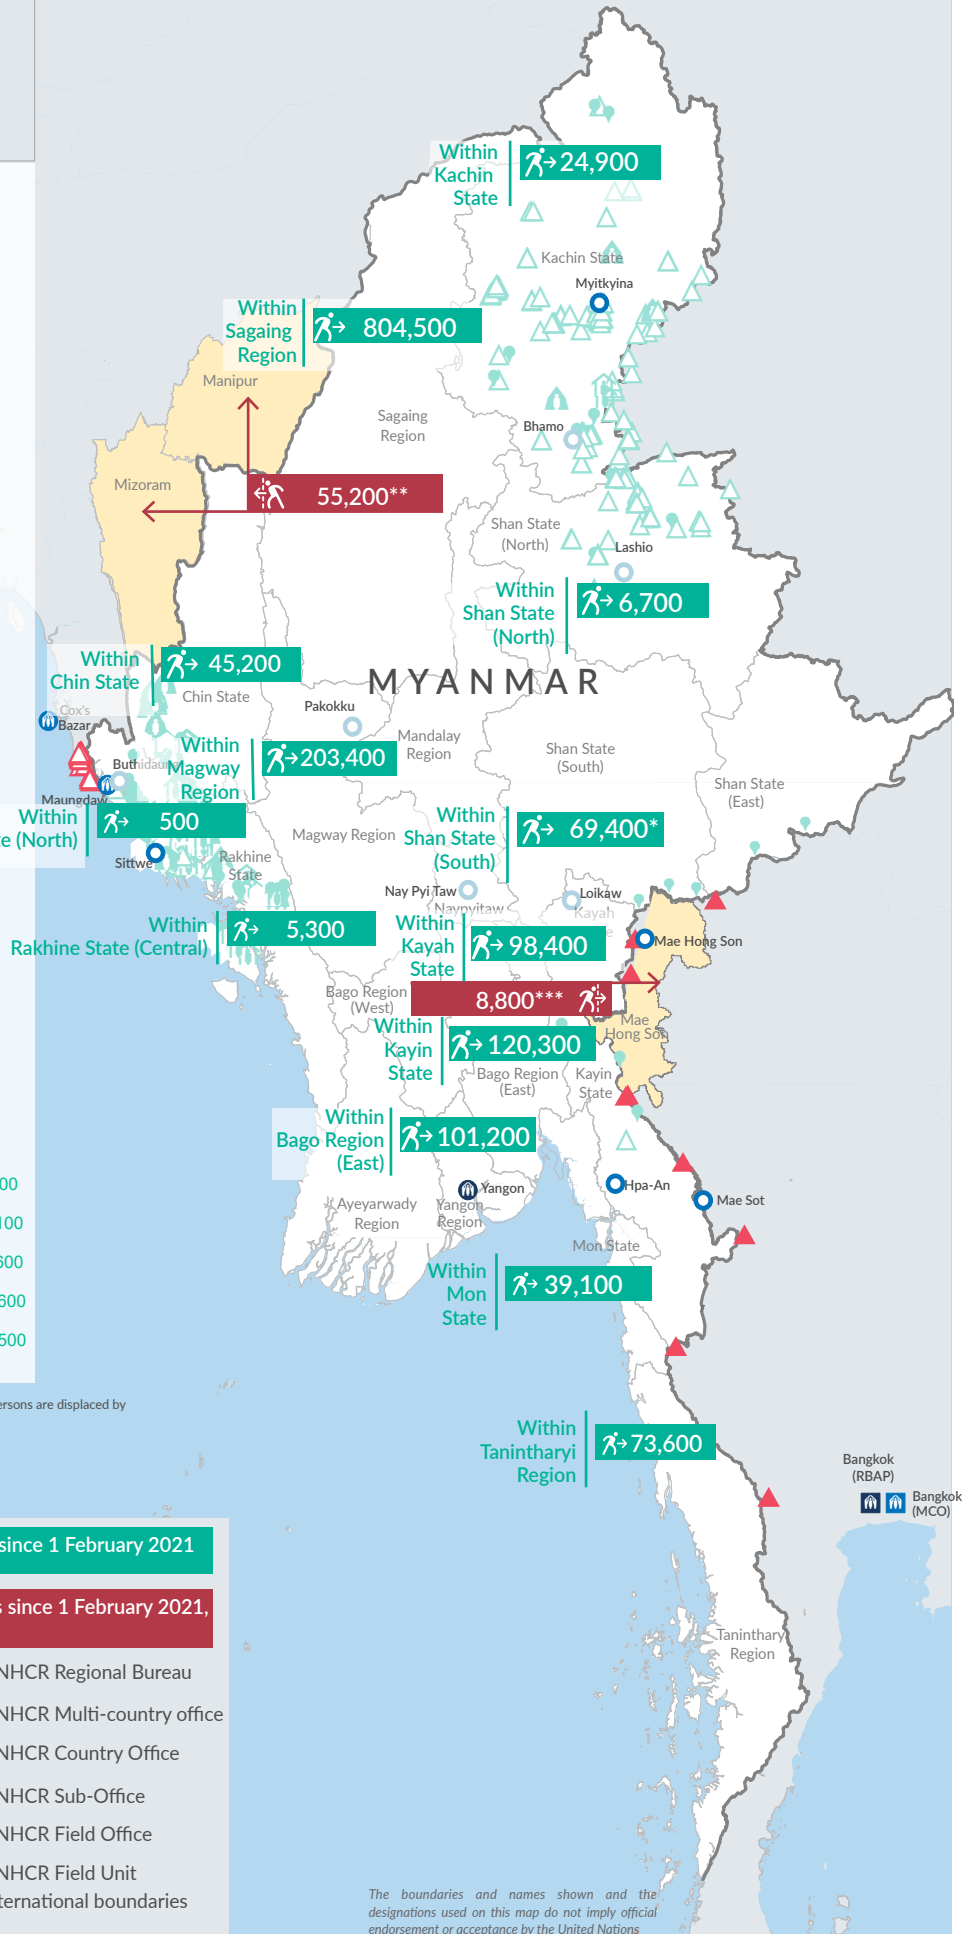 Within
Kachin
State
24,900
Kachin State
Myitkyina
Within
Sagaing
Region
804,500
Manipur
Sagaing
Region
Bhamo
Mizoram
55,200**
Shan State
(North)
Lashio
Within
Shan State
(North)
6,700
Within
Chin State
45,200
Chin State
MYANMAR
Pakokku
Cox's
Bazar
Mandalay
Region
Within
Magway
Region
203,400
Shan State
(South)
Shan State
(East)
Buthidaung
Maungdaw
Within
te (North)
500
Magway Region
Within
Shan State
(South)
69,400*
Sittwe
Rakhine
State
Nay Pyi Taw
Naypyitaw
Loikaw
Kayah
e
Within
Rakhine State (Central)
5,300
Within
Kayah
State
98,400
Mae Hong Son
Bago Region
(West)
8,800***
Mae
Hong Son
Within
Kayin
State
120,300
Bago Region
(East)
Kayin
State
Within
Bago Region
(East)
101,200
Yangon
Hpa-An
Mae Sot
Ayeyarwady
Region
Yangon
Region
Mon State
00
100
600
,600
500
Within
Mon
State
39,100
ersons are displaced by
Within
Tanintharyi
Region
73,600
Bangkok
(RBAP)
Bangkok
(MCO)
since 1 February 2021
s since 1 February 2021,
Taninthary
Region
NHCR Regional Bureau
NHCR Multi-country office
NHCR Country Office
NHCR Sub-Office
NHCR Field Office
NHCR Field Unit
ternational boundaries
The boundaries and names shown and the
designations used on this map do not imply official
endorsement or acceptance by the United Nations